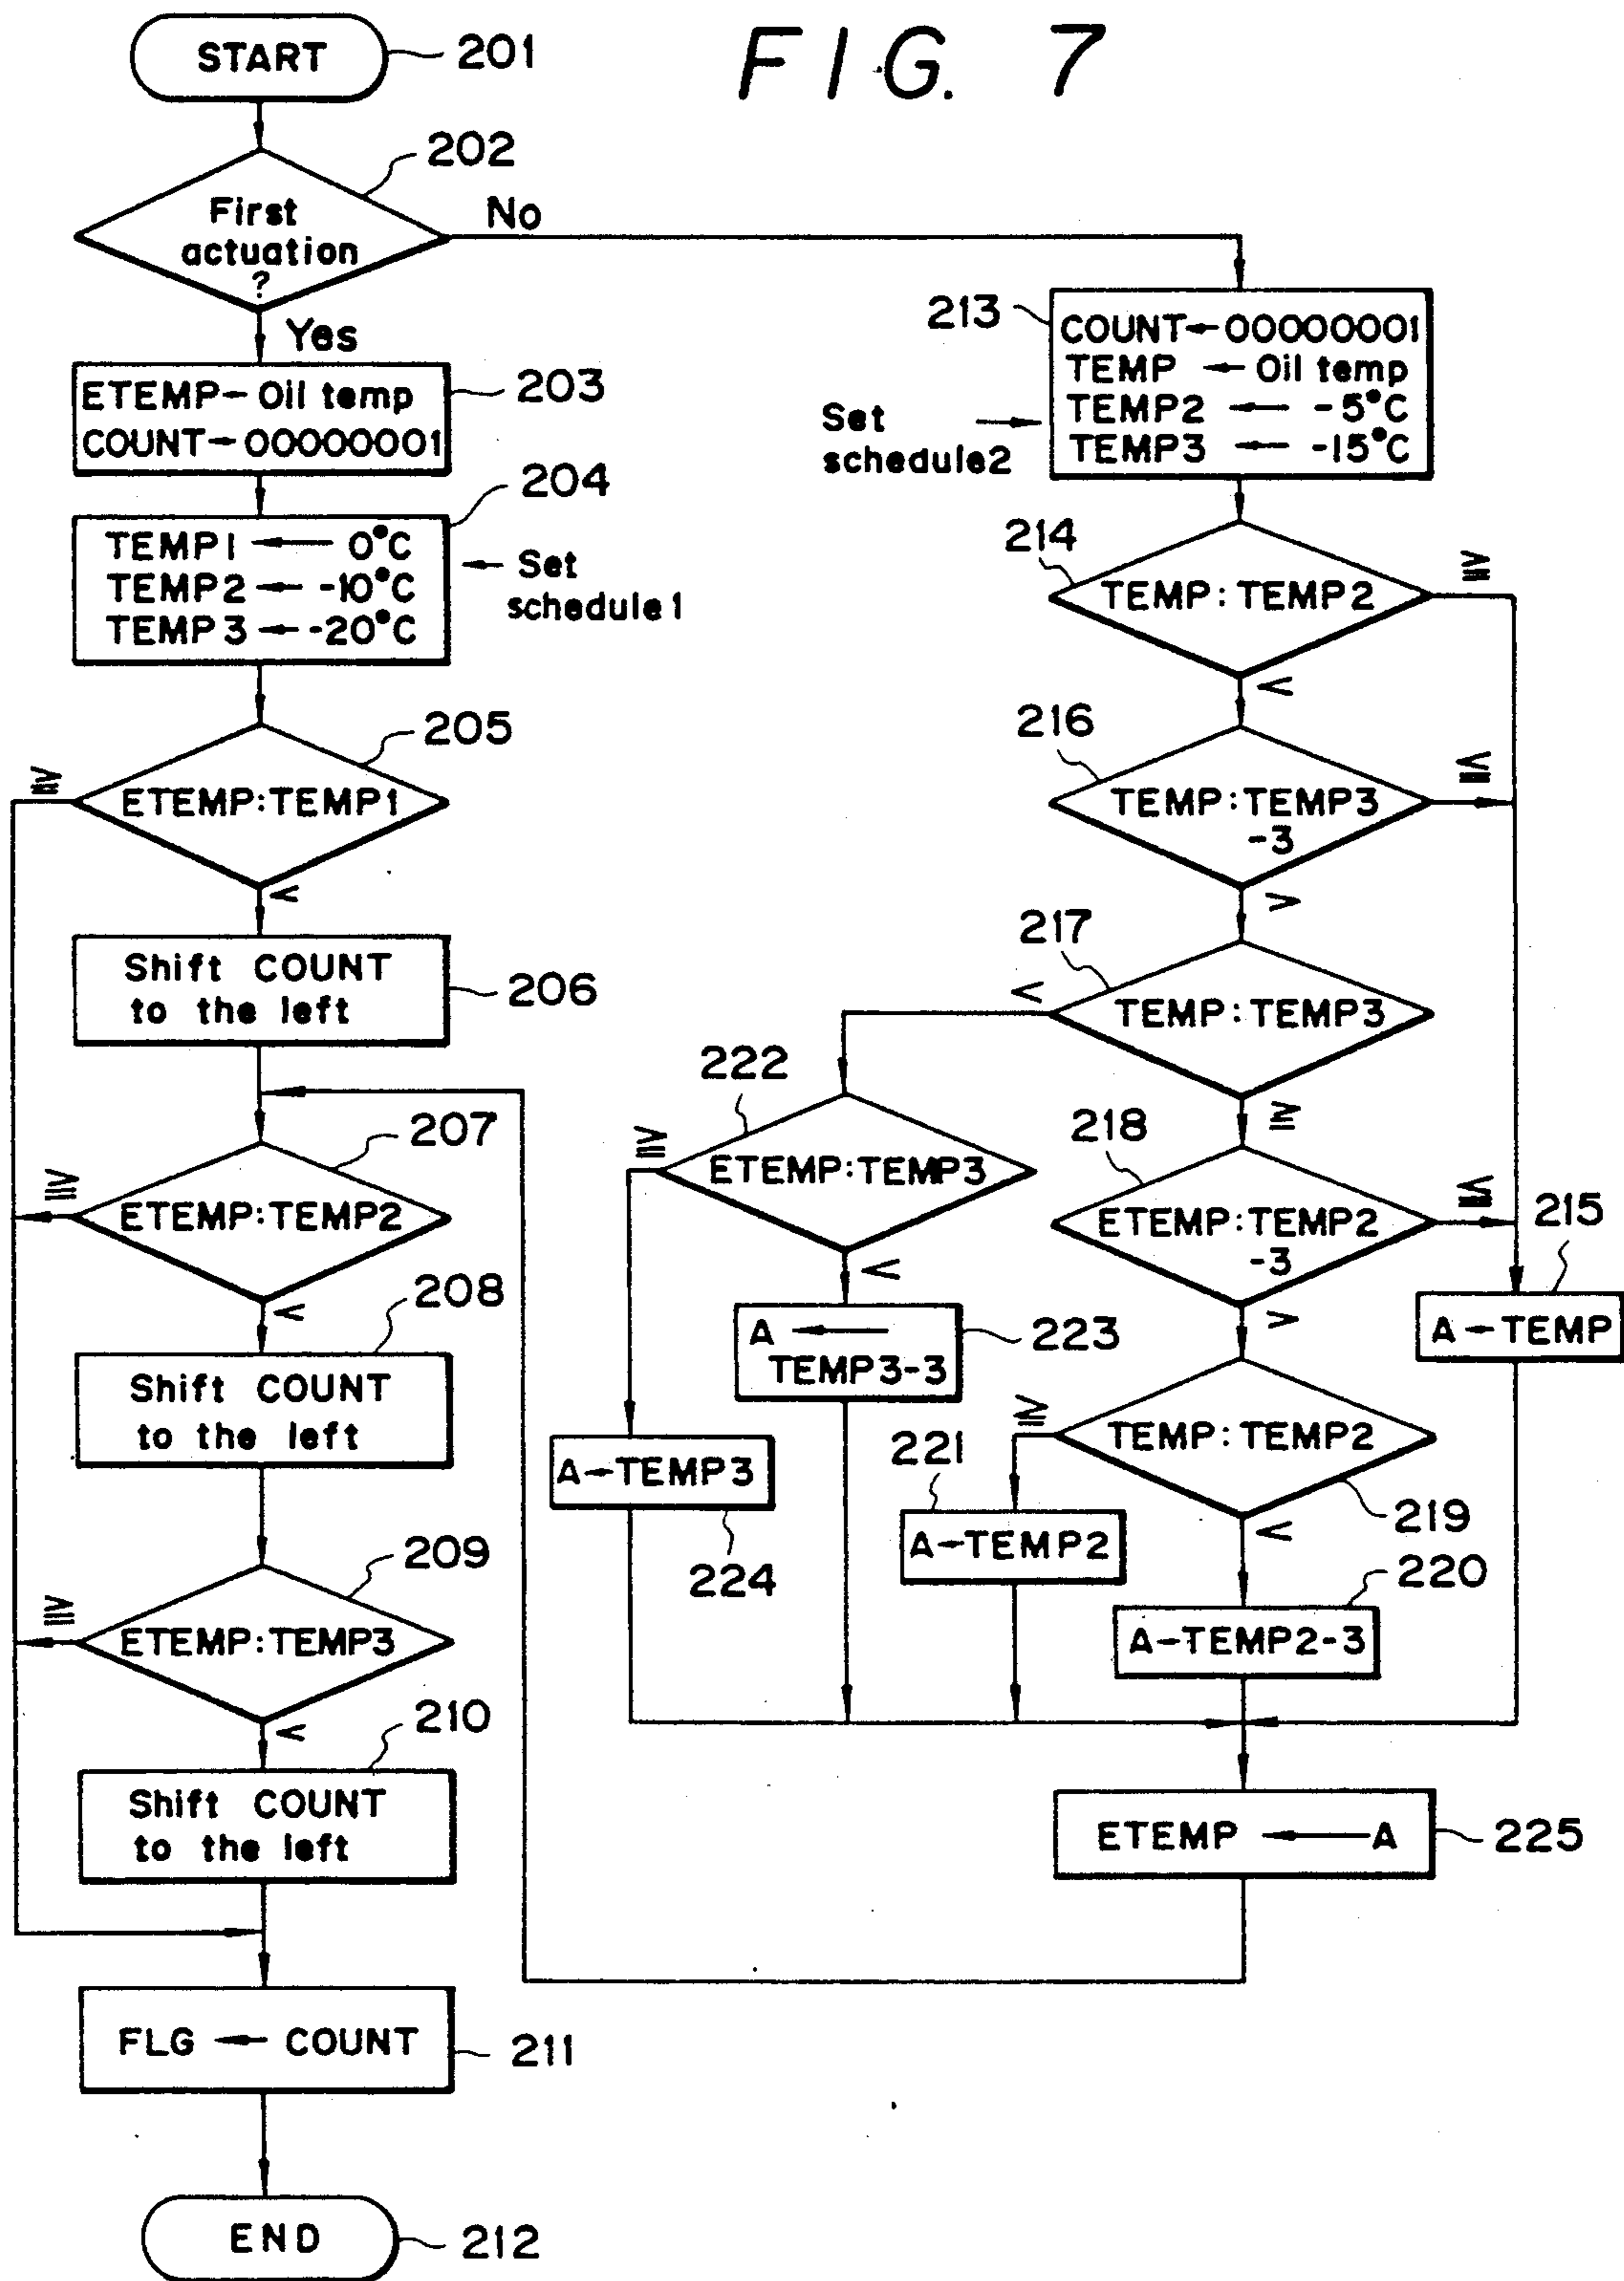 FIG. 7
START
201
202
First
actuation
?
No
Yes
ETEMP←Oil temp
COUNT←00000001
203
204
TEMP1 ← 0°C
TEMP2 ← -10°C
TEMP3 ← -20°C
← Set
schedule1
205
ETEMP:TEMP1
≧
<
Shift COUNT
to the left
206
207
ETEMP:TEMP2
≧
<
208
Shift COUNT
to the left
209
ETEMP:TEMP3
≧
<
210
Shift COUNT
to the left
FLG ← COUNT
211
END
212
213
COUNT←00000001
TEMP ← Oil temp
TEMP2 ← -5°C
TEMP3 ← -15°C
Set →
schedule2
214
TEMP:TEMP2
≧
<
216
TEMP:TEMP3
-3
≦
>
217
TEMP:TEMP3
<
≧
222
ETEMP:TEMP3
≧
<
218
ETEMP:TEMP2
-3
≦
>
215
A←TEMP
A ←
TEMP3-3
223
TEMP:TEMP2
≧
<
219
A←TEMP3
224
221
A←TEMP2
220
A←TEMP2-3
ETEMP ← A
225